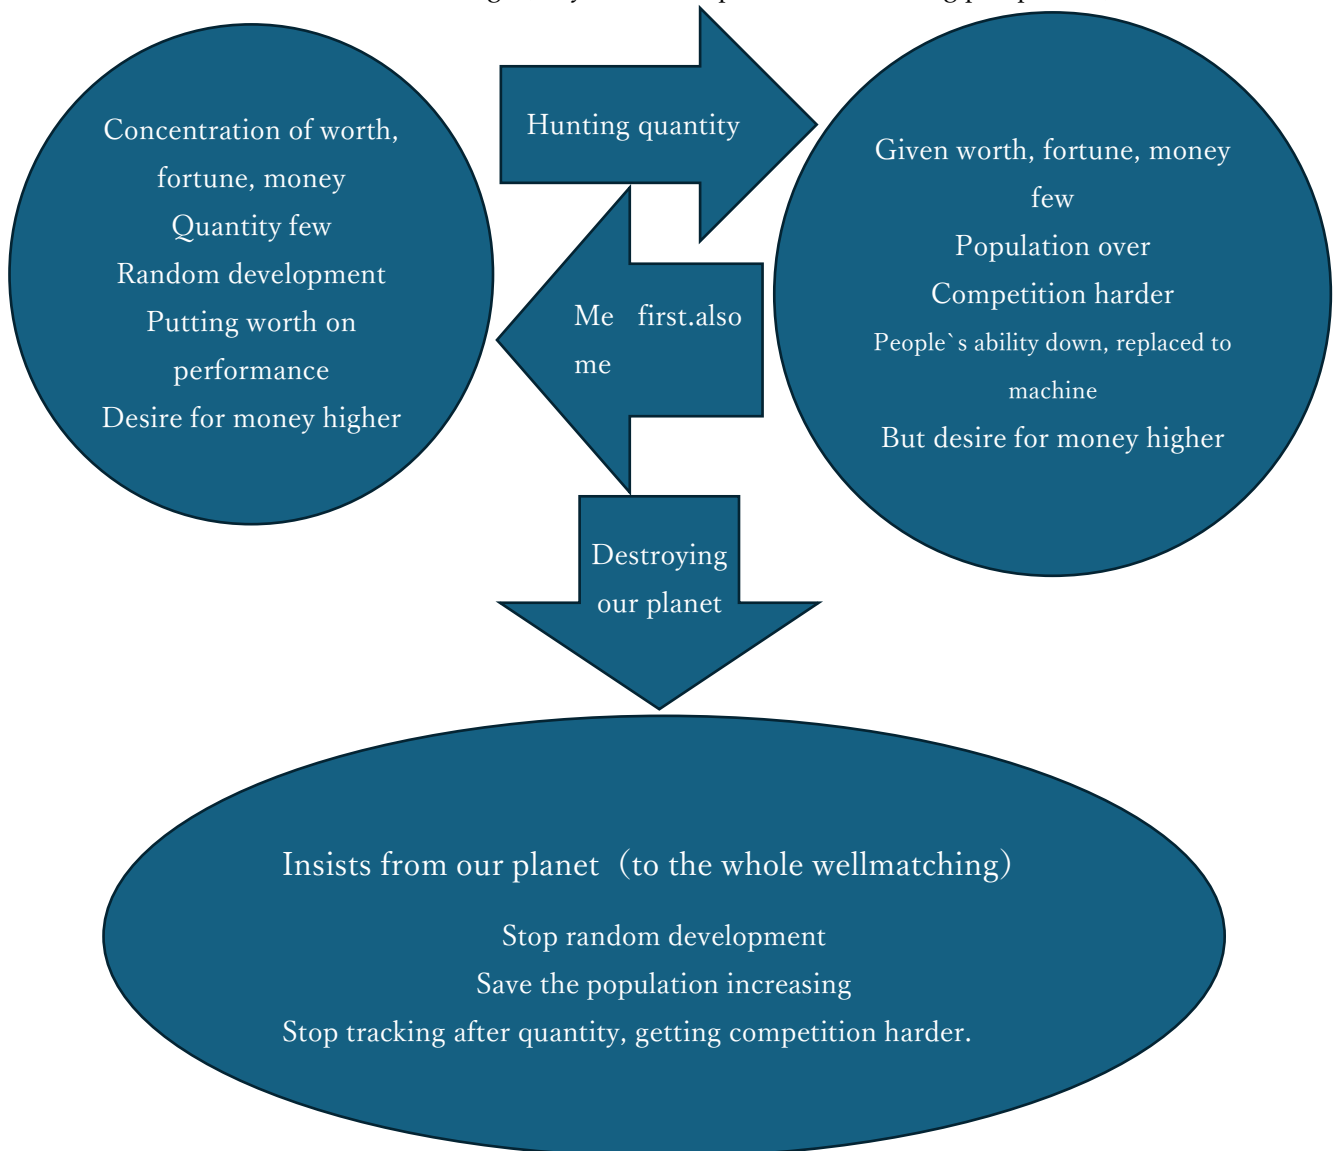 Concentration of worth,
fortune, money
Quantity few
Random development
Putting worth on
performance
Desire for money higher
Hunting quantity
Me first.also
me
Given worth, fortune, money
few
Population over
Competition harder
People`s ability down, replaced to
machine
But desire for money higher
Destroying
our planet
Insists from our planet（to the whole wellmatching）
Stop random development
Save the population increasing
Stop tracking after quantity, getting competition harder.